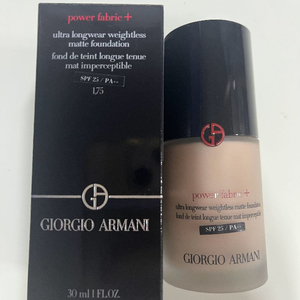 power fabric+
ultra longwear weightless
matte foundation
fond de teint longue tenue
mat imperceptible
SPF 25 / PA++
1,75
GIORGIO ARMANI
30 ml 1 FL.OZ.
power fabric+
ultra longwear weightless matte foundation
fond de teint longue tenue mat imperceptible
SPF 25 / PA++
GIORGIO ARMANI